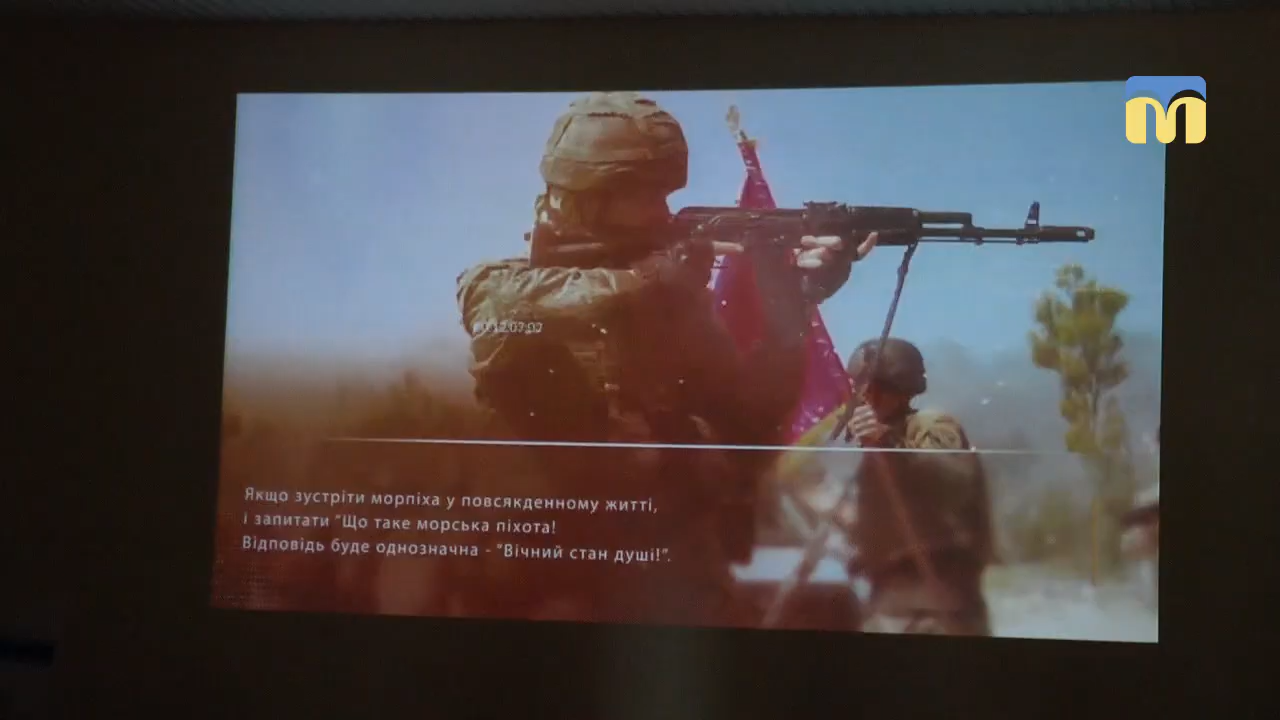 Якщо зустріти морпіха у повсякденному житті,
і запитати "Що таке морська піхота!
Відповідь буде однозначна - "Вічний стан душі!".